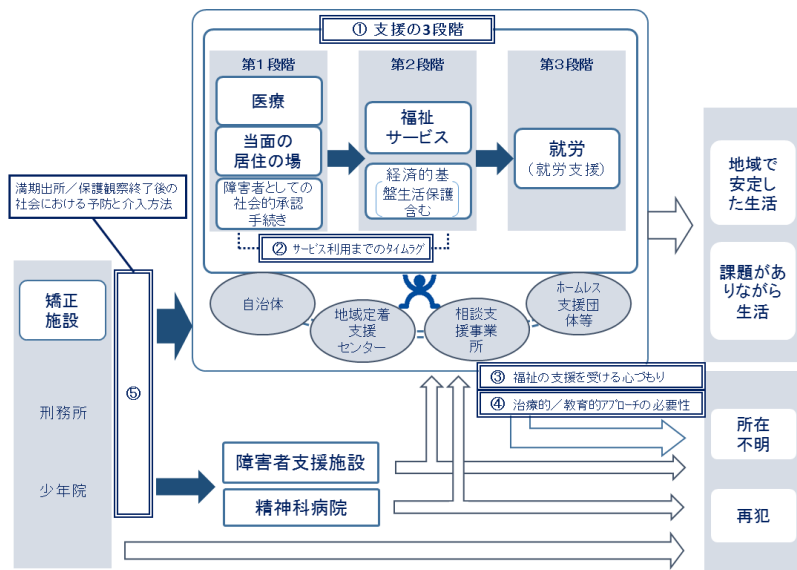 ① 支援の3段階
第1段階
第2段階
第3段階
医療
当面の
居住の場
障害者としての
社会的承認
手続き
福祉
サービス
経済的基
盤生活保護
含む
就労
(就労支援)
② サービス利用までのタイムラグ
満期出所／保護観察終了後の
社会における予防と介入方法
矯正
施設
刑務所
少年院
⑤
自治体
地域定着
支援
センター
相談支
援事業
所
ホームレス
支援団
体等
③ 福祉の支援を受ける心づもり
④ 治療的／教育的アプローチの必要性
障害者支援施設
精神科病院
地域で
安定し
た生活
課題があ
りながら
生活
所在
不明
再犯